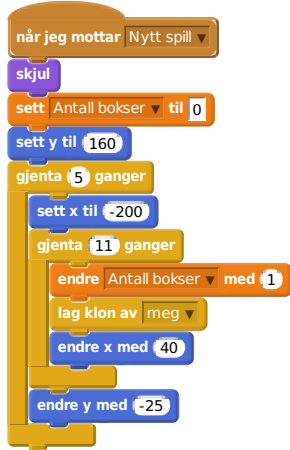 når jeg mottar Nytt spill
skjul
sett Antall bokser til 0
sett y til 160
gjenta 5 ganger
sett x til -200
gjenta 11 ganger
endre Antall bokser med 1
lag klon av meg
endre x med 40
endre y med -25